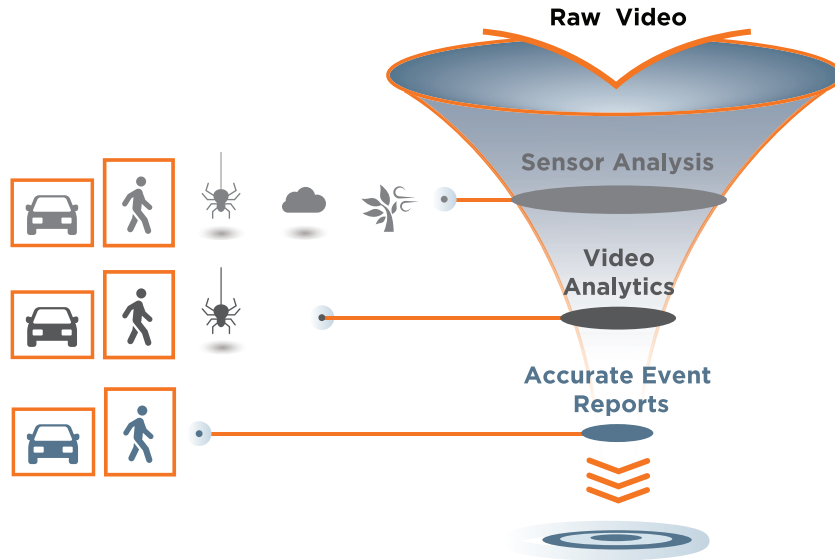 Raw Video
Sensor Analysis
Video
Analytics
Accurate Event
Reports